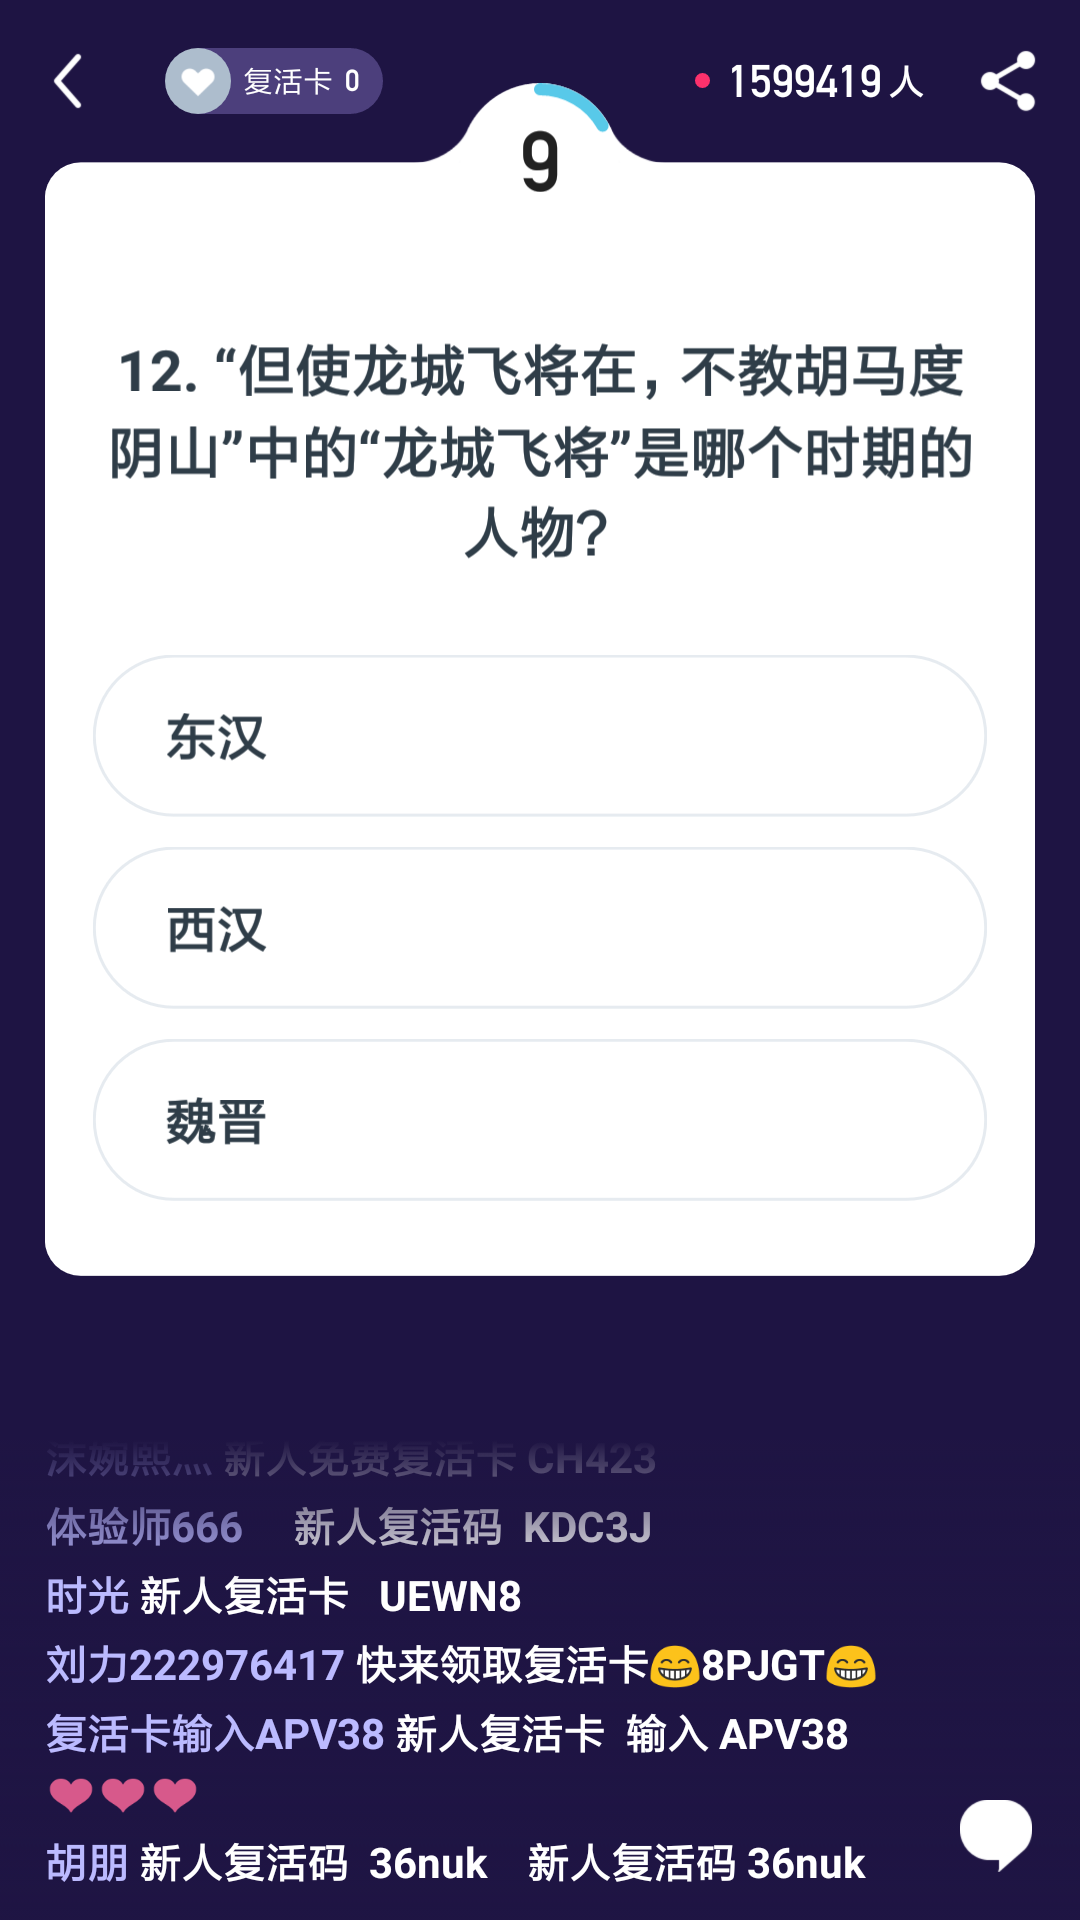 复活卡 0
1599419 人
9
12. “但使龙城飞将在，不教胡马度
阴山”中的“龙城飞将”是哪个时期的
人物？
东汉
西汉
魏晋
沫婉熙灬 新人免费复活卡 CH423
体验师666 新人复活码 KDC3J
时光 新人复活卡 UEWN8
刘力222976417 快来领取复活卡😁8PJGT😁
复活卡输入APV38 新人复活卡 输入 APV38
❤❤❤
胡朋 新人复活码 36nuk 新人复活码 36nuk